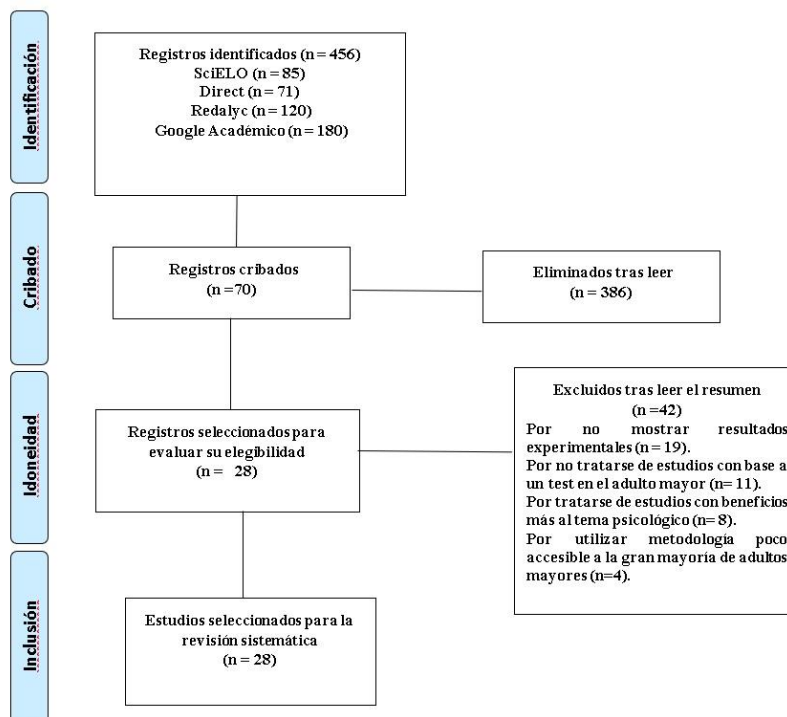 Identificación
Registros identificados (n = 456)
SciELO (n = 85)
Direct (n = 71)
Redalyc (n = 120)
Google Académico (n = 180)
Cribado
Registros cribados
(n =70)
Eliminados tras leer
(n = 386)
Idoneidad
Registros seleccionados para
evaluar su elegibilidad
(n = 28)
Excluidos tras leer el resumen
(n =42)
Por no mostrar resultados
experimentales (n = 19).
Por no tratarse de estudios con base a
un test en el adulto mayor (n= 11).
Por tratarse de estudios con beneficios
más al tema psicológico (n= 8).
Por utilizar metodología poco
accesible a la gran mayoría de adultos
mayores (n=4).
Inclusión
Estudios seleccionados para la
revisión sistemática
(n = 28)